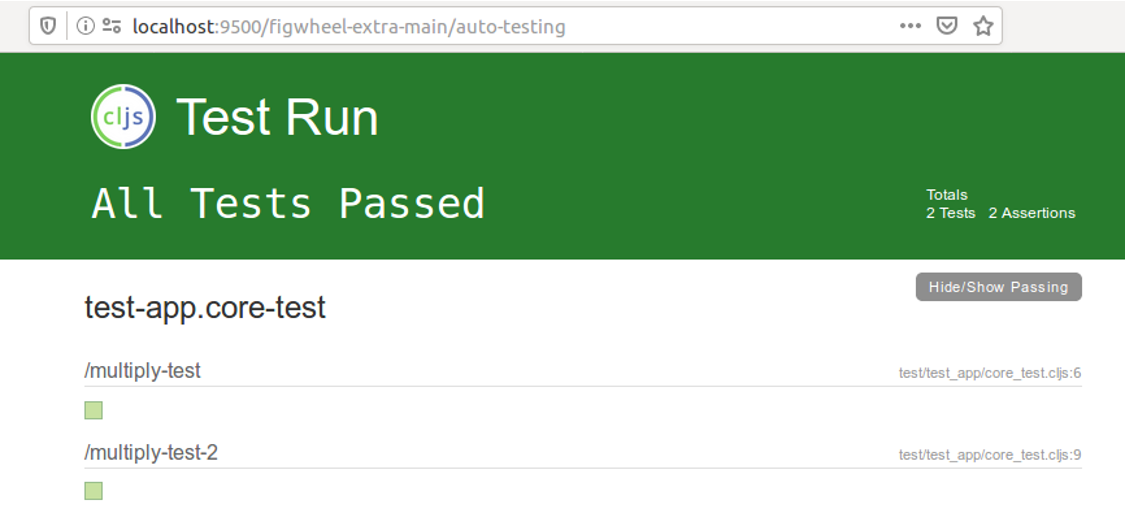 localhost:9500/figwheel-extra-main/auto-testing
cljs
Test Run
All Tests Passed
Totals
2 Tests 2 Assertions
Hide/Show Passing
test-app.core-test
/multiply-test
test/test_app/core_test.cljs:6
/multiply-test-2
test/test_app/core_test.cljs:9